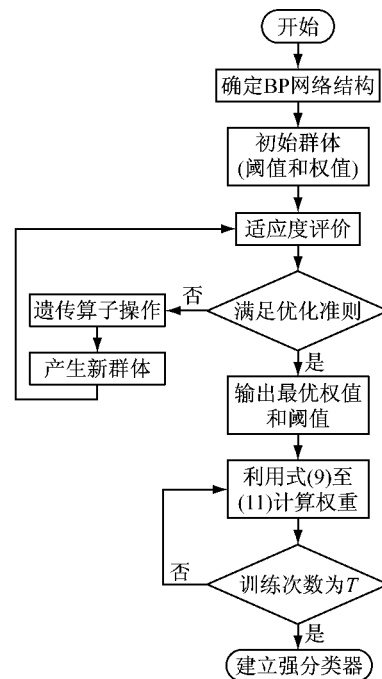 开始
确定BP网络结构
初始群体
(阈值和权值)
适应度评价
满足优化准则
否
遗传算子操作
产生新群体
是
输出最优权值
和阈值
利用式(9)至
(11)计算权重
训练次数为T
否
是
建立强分类器